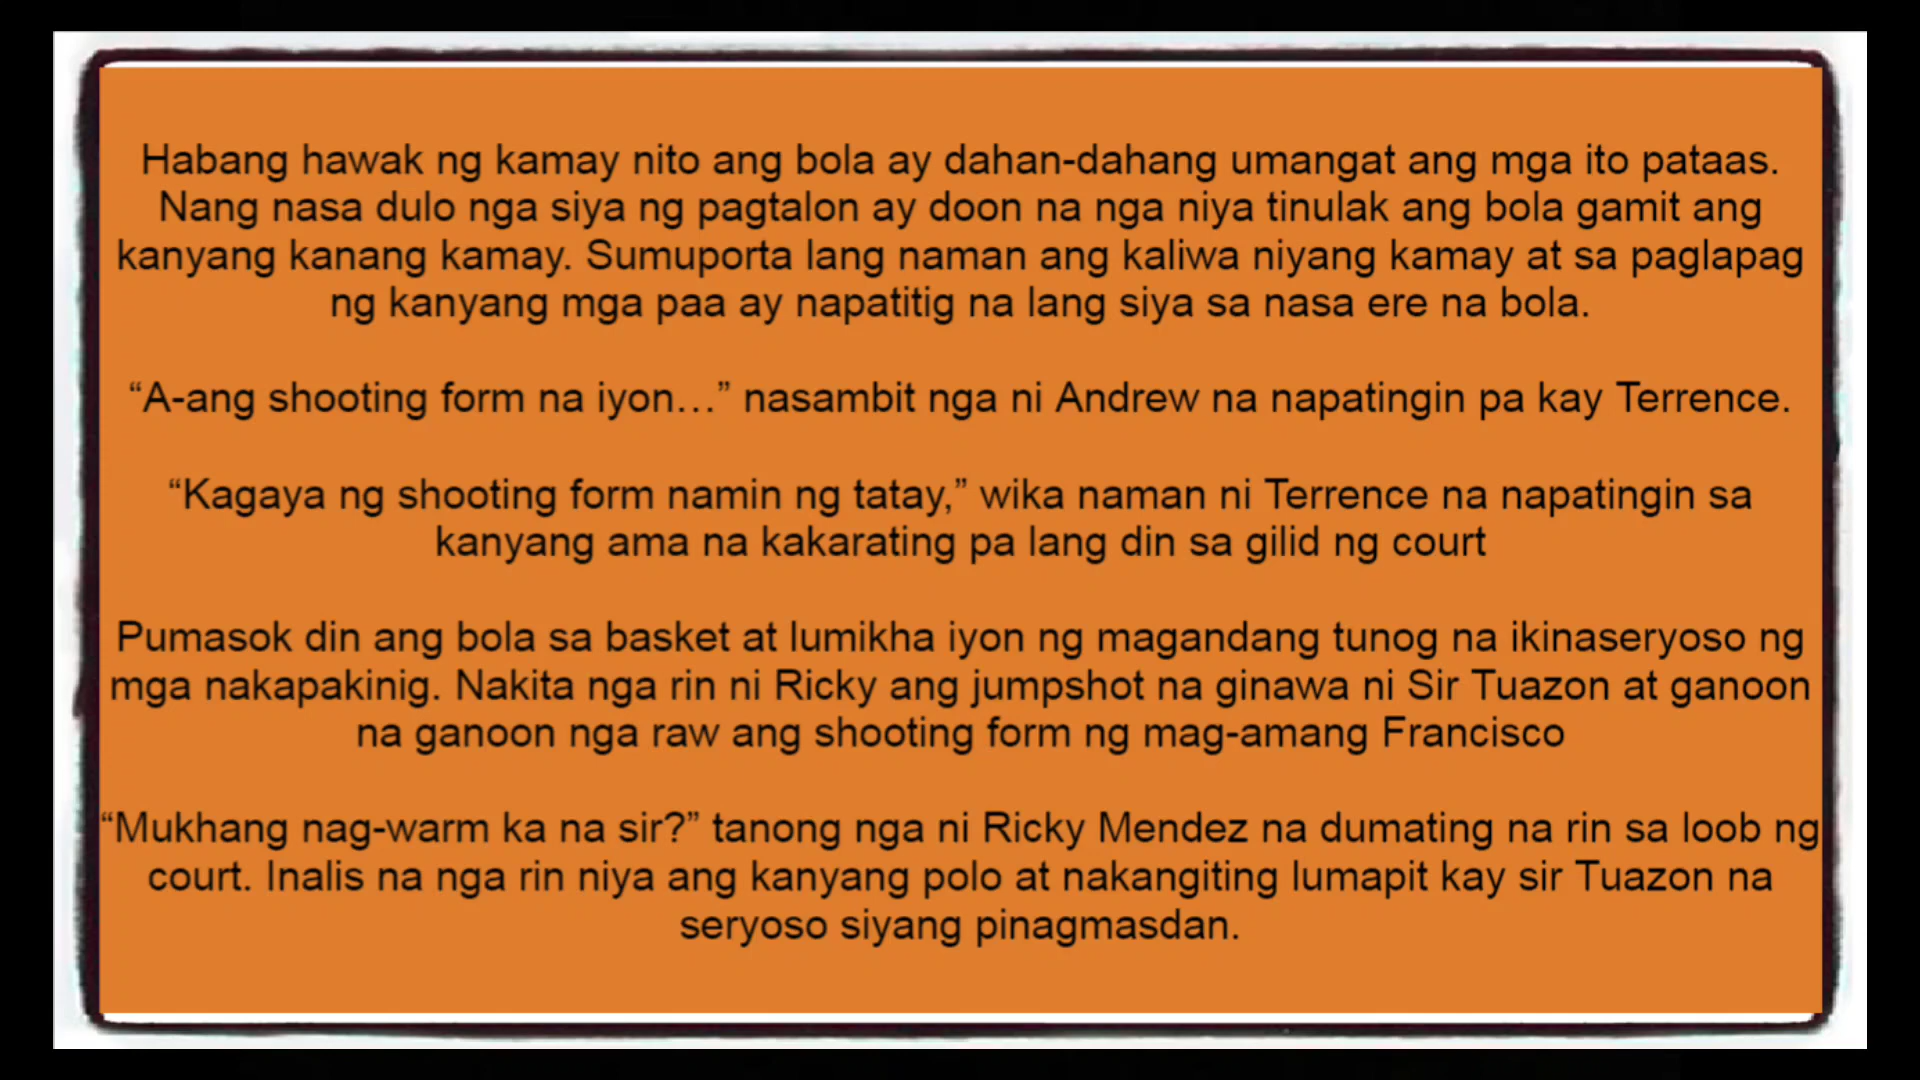 Habang hawak ng kamay nito ang bola ay dahan-dahang umangat ang mga ito pataas.
Nang nasa dulo nga siya ng pagtalon ay doon na nga niya tinulak ang bola gamit ang
kanyang kanang kamay. Sumuporta lang naman ang kaliwa niyang kamay at sa paglapag
ng kanyang mga paa ay napatitig na lang siya sa nasa ere na bola.
“A-ang shooting form na iyon…” nasambit nga ni Andrew na napatingin pa kay Terrence.
“Kagaya ng shooting form namin ng tatay,” wika naman ni Terrence na napatingin sa
kanyang ama na kakarating pa lang din sa gilid ng court
Pumasok din ang bola sa basket at lumikha iyon ng magandang tunog na ikinaseryoso ng
mga nakapakinig. Nakita nga rin ni Ricky ang jumpshot na ginawa ni Sir Tuazon at ganoon
na ganoon nga raw ang shooting form ng mag-amang Francisco
“Mukhang nag-warm ka na sir?” tanong nga ni Ricky Mendez na dumating na rin sa loob ng
court. Inalis na nga rin niya ang kanyang polo at nakangiting lumapit kay sir Tuazon na
seryoso siyang pinagmasdan.